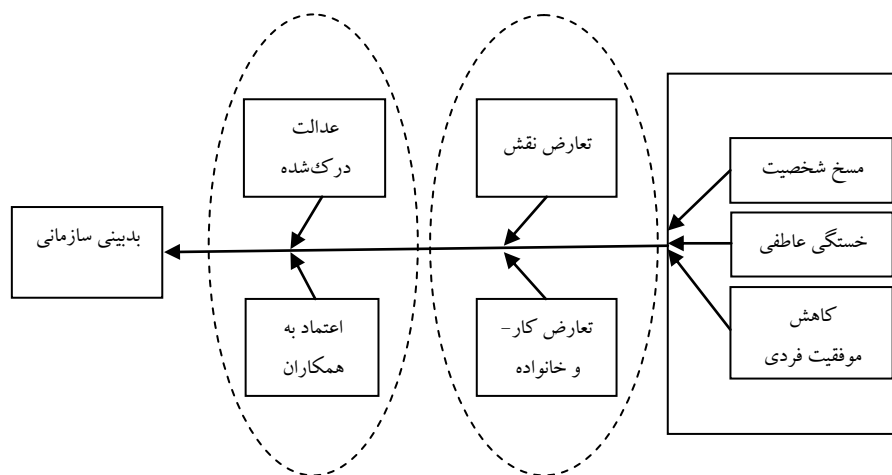 مسخ شخصیت
خستگی عاطفی
کاهش
موفقیت فردی
تعارض نقش
تعارض کار–
و خانواده
عدالت
درک‌شده
اعتماد به
همکاران
بدبینی سازمانی